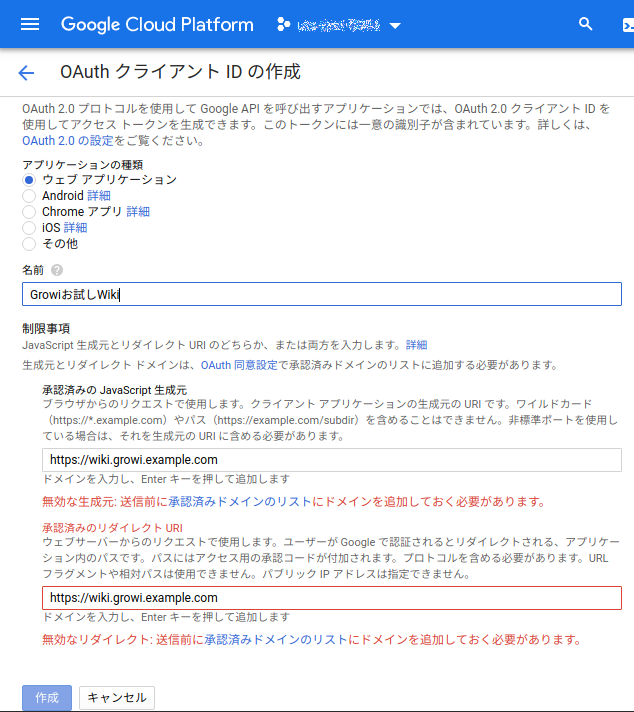 Google Cloud Platform
OAuth クライアント ID の作成
OAuth 2.0 プロトコルを使用して Google API を呼び出すアプリケーションでは、OAuth 2.0 クライアント ID を
使用してアクセス トークンを生成できます。このトークンには一意の識別子が含まれています。詳しくは、
OAuth 2.0 の設定をご覧ください。
アプリケーションの種類
ウェブ アプリケーション
Android 詳細
Chrome アプリ 詳細
iOS 詳細
その他
名前 ?
Growiお試しWiki
制限事項
JavaScript 生成元とリダイレクト URI のどちらか、または両方を入力します。詳細
生成元とリダイレクト ドメインは、OAuth 同意設定で承認済みドメインのリストに追加する必要があります。
承認済みの JavaScript 生成元
ブラウザからのリクエストで使用します。クライアント アプリケーションの生成元の URI です。ワイルドカード
（https://*.example.com）やパス（https://example.com/subdir）を含めることはできません。非標準ポートを使用し
ている場合は、それを生成元の URI に含める必要があります。
https://wiki.growi.example.com
ドメインを入力し、Enter キーを押して追加します
無効な生成元: 送信前に承認済みドメインのリストにドメインを追加しておく必要があります。
承認済みのリダイレクト URI
ウェブサーバーからのリクエストで使用します。ユーザーが Google で認証されるとリダイレクトされる、アプリケー
ション内のパスです。パスにはアクセス用の承認コードが付加されます。プロトコルを含める必要があります。URL
フラグメントや相対パスは使用できません。パブリック IP アドレスは指定できません。
https://wiki.growi.example.com
ドメインを入力し、Enter キーを押して追加します
無効なリダイレクト: 送信前に承認済みドメインのリストにドメインを追加しておく必要があります。
作成 キャンセル